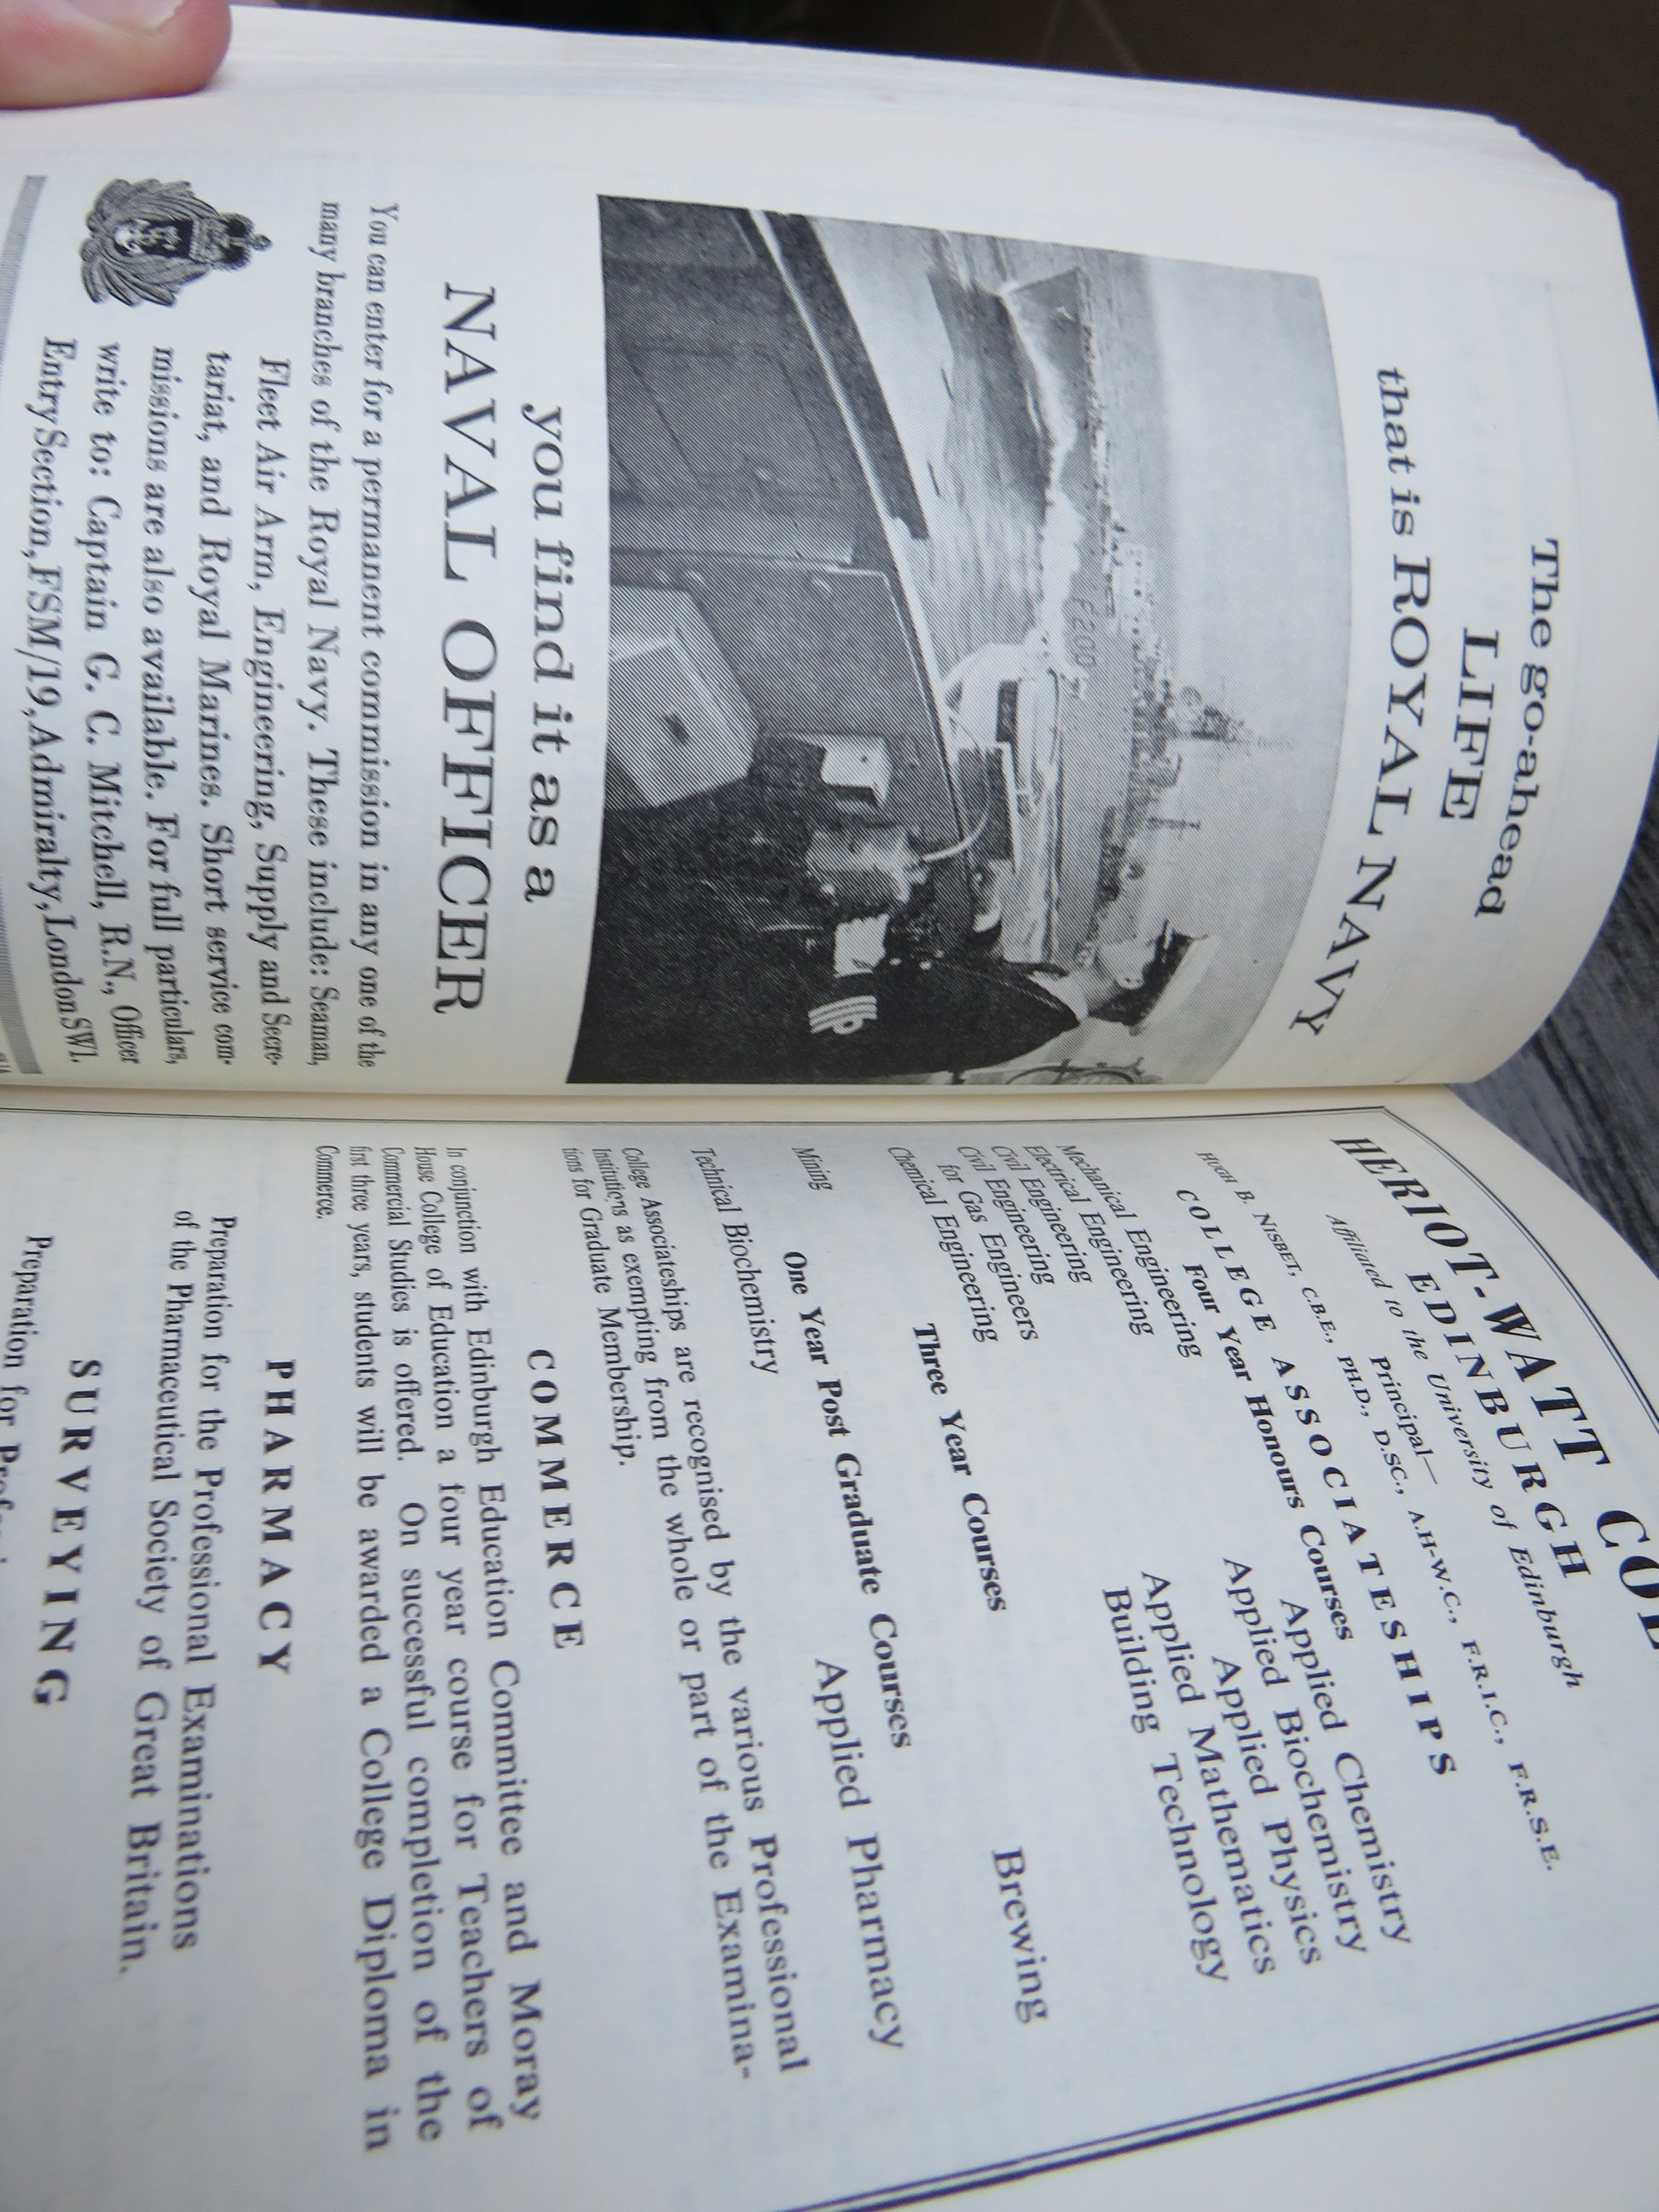 The go-ahead
LIFE
that is ROYAL NAVY
F200
you find it as a
NAVAL OFFICER
You can enter for a permanent commission in any one of the
many branches of the Royal Navy. These include: Seaman,
Fleet Air Arm, Engineering, Supply and Secre-
tariat, and Royal Marines. Short service com-
missions are also available. For full particulars,
write to: Captain G. C. Mitchell, R.N., Officer
Entry Section, FSM/19, Admiralty, London SW1.
HERIOT-WATT COL
EDINBURGH
Affiliated to the University of Edinburgh
Principal—
HUGH B. NISBET, C.B.E., PH.D., D.SC., A.H-W.C., F.R.I.C., F.R.S.E.
COLLEGE ASSOCIATESHIPS
Four Year Honours Courses
Mechanical Engineering Applied Chemistry
Electrical Engineering Applied Biochemistry
Civil Engineering Applied Physics
Civil Engineering Applied Mathematics
for Gas Engineers Building Technology
Chemical Engineering
Three Year Courses
Mining Brewing
One Year Post Graduate Courses
Technical Biochemistry Applied Pharmacy
College Associateships are recognised by the various Professional
Institutions as exempting from the whole or part of the Examina-
tions for Graduate Membership.
COMMERCE
In conjunction with Edinburgh Education Committee and Moray
House College of Education a four year course for Teachers of
Commercial Studies is offered. On successful completion of the
first three years, students will be awarded a College Diploma in
Commerce.
PHARMACY
Preparation for the Professional Examinations
of the Pharmaceutical Society of Great Britain.
SURVEYING
Preparation for